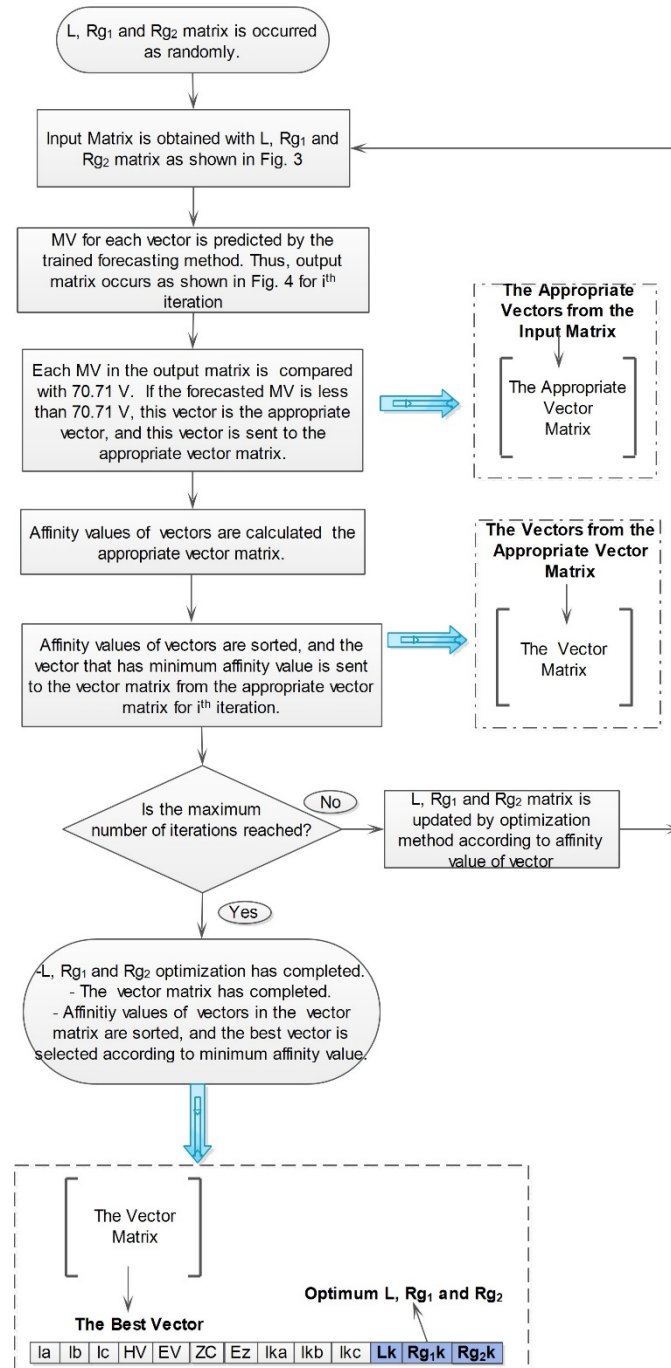 L, Rg1 and Rg2 matrix is occurred
as randomly.
Input Matrix is obtained with L, Rg1 and
Rg2 matrix as shown in Fig. 3
MV for each vector is predicted by the
trained forecasting method. Thus, output
matrix occurs as shown in Fig. 4 for ith
iteration
Each MV in the output matrix is compared
with 70.71 V. If the forecasted MV is less
than 70.71 V, this vector is the appropriate
vector, and this vector is sent to the
appropriate vector matrix.
The Appropriate
Vectors from the
Input Matrix
The Appropriate
Vector
Matrix
Affinity values of vectors are calculated the
appropriate vector matrix.
Affinity values of vectors are sorted, and the
vector that has minimum affinity value is sent
to the vector matrix from the appropriate vector
matrix for ith iteration.
The Vectors from the
Appropriate Vector
Matrix
The Vector
Matrix
Is the maximum
number of iterations reached?
No
L, Rg1 and Rg2 matrix is
updated by optimization
method according to affinity
value of vector
Yes
-L, Rg1 and Rg2 optimization has completed.
- The vector matrix has completed.
- Affinitiy values of vectors in the vector
matrix are sorted, and the best vector is
selected according to minimum affinity value.
The Vector
Matrix
The Best Vector
Optimum L, Rg1 and Rg2
Ia Ib Ic HV EV ZC Ez Ika Ikb Ikc Lk Rg1k Rg2k